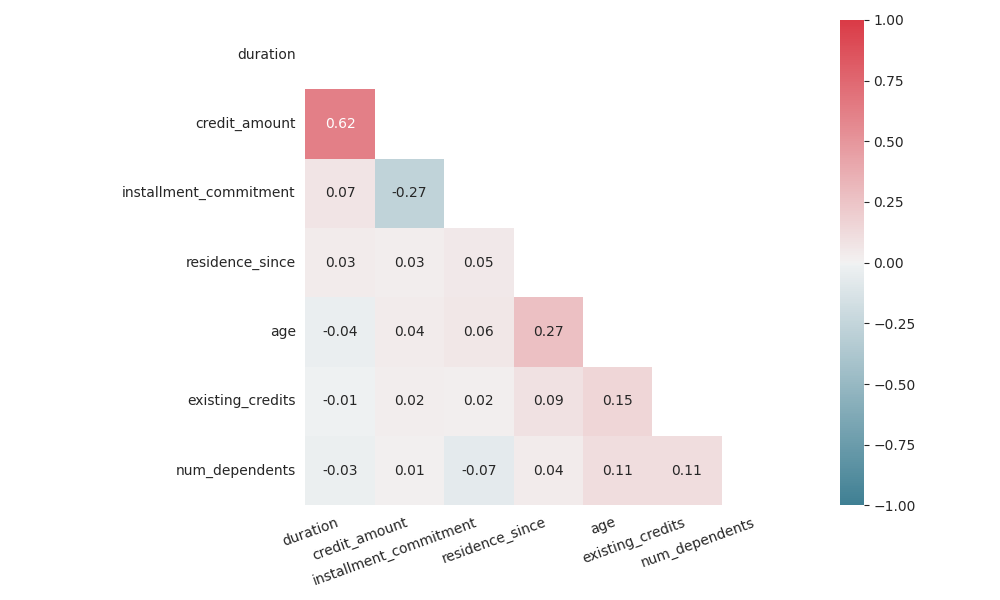 duration
credit_amount 0.62
installment_commitment 0.07 -0.27
residence_since 0.03 0.03 0.05
age -0.04 0.04 0.06 0.27
existing_credits -0.01 0.02 0.02 0.09 0.15
num_dependents -0.03 0.01 -0.07 0.04 0.11 0.11
duration
credit_amount
installment_commitment
residence_since
age
existing_credits
num_dependents
1.00
0.75
0.50
0.25
0.00
−0.25
−0.50
−0.75
−1.00